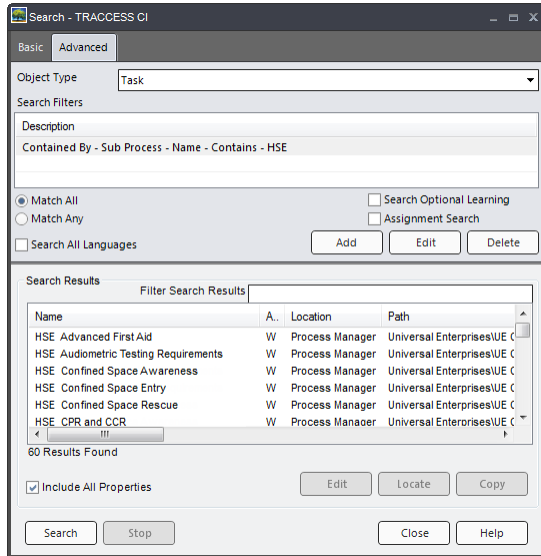 Search - TRACCESS CI
Basic Advanced
Object Type Task
Search Filters
Description
Contained By - Sub Process - Name - Contains - HSE
Match All Search Optional Learning
Match Any Assignment Search
Search All Languages Add Edit Delete
Search Results
Filter Search Results
Name A.. Location Path
HSE Advanced First Aid W Process Manager Universal Enterprises\UE C
HSE Audiometric Testing Requirements W Process Manager Universal Enterprises\UE C
HSE Confined Space Awareness W Process Manager Universal Enterprises\UE C
HSE Confined Space Entry W Process Manager Universal Enterprises\UE C
HSE Confined Space Rescue W Process Manager Universal Enterprises\UE C
HSE CPR and CCR W Process Manager Universal Enterprises\UE C
60 Results Found
Include All Properties Edit Locate Copy
Search Stop Close Help